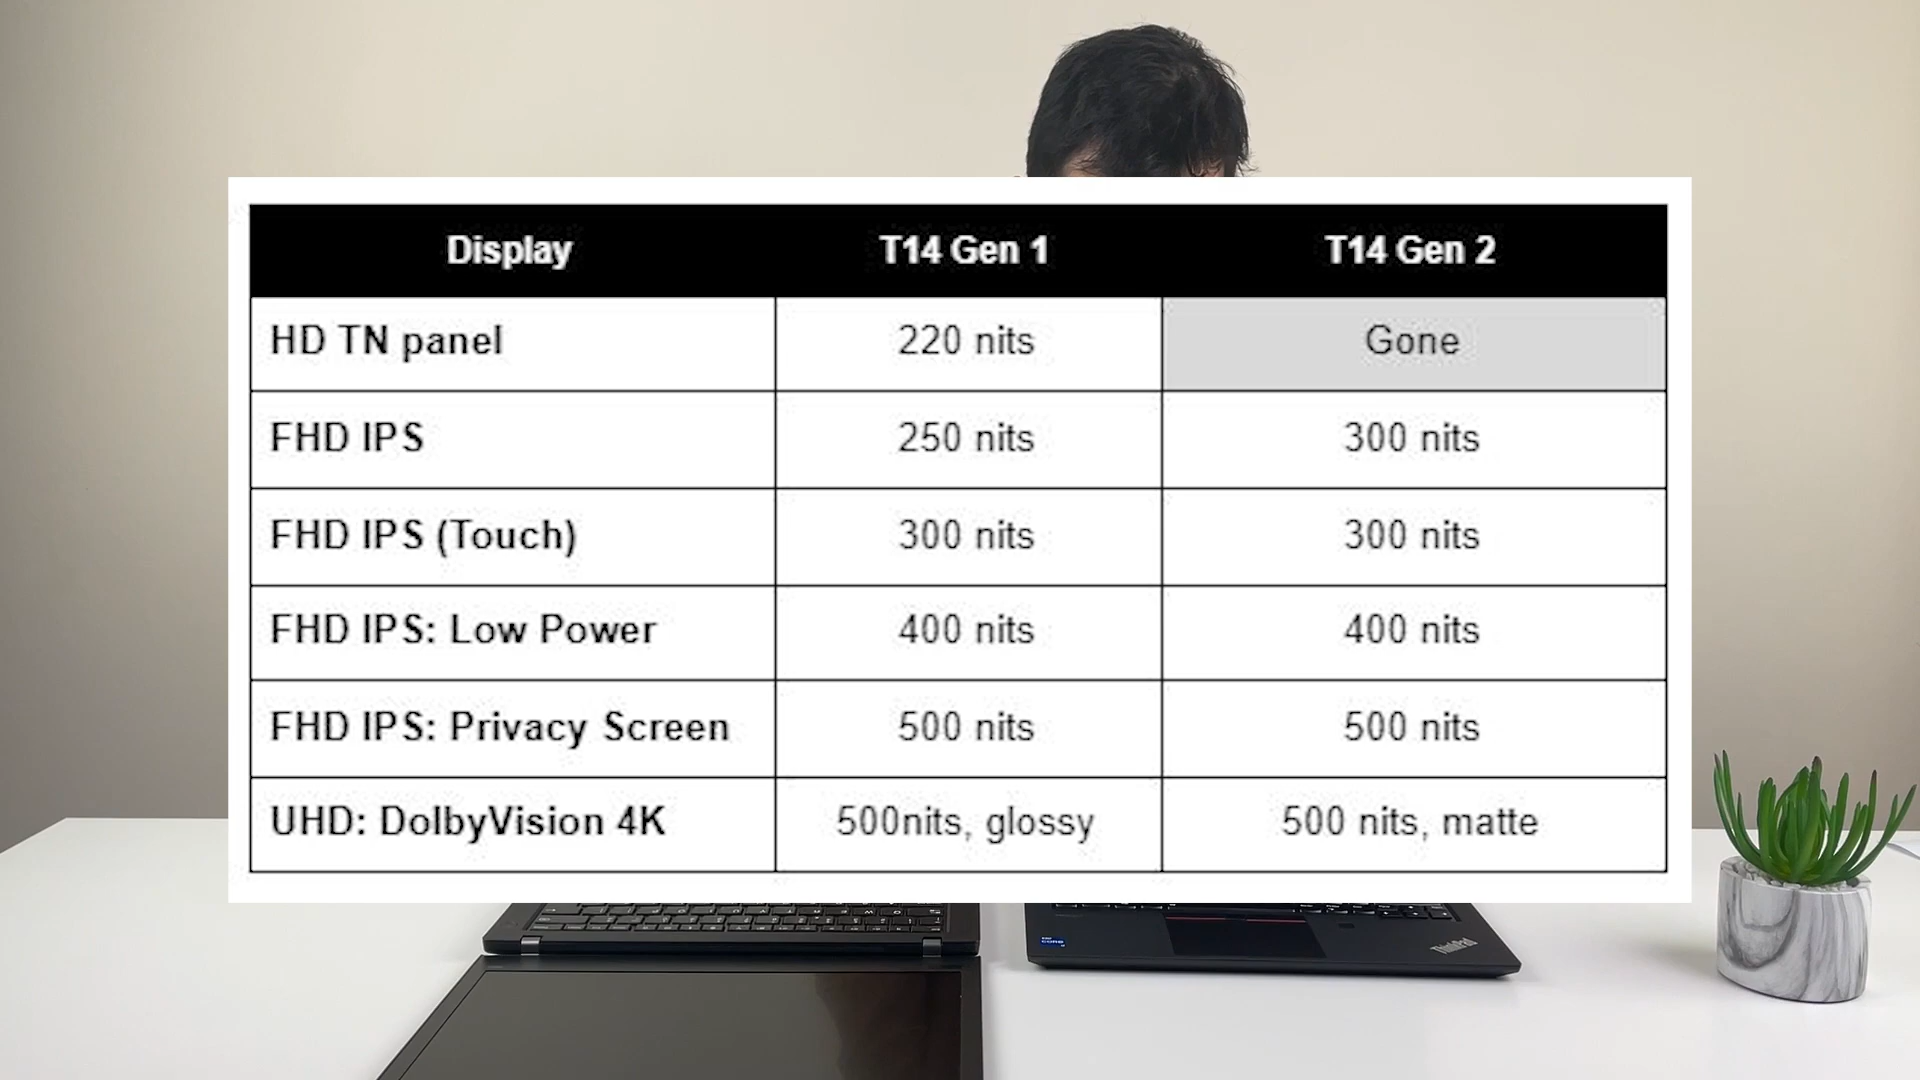 Display T14 Gen 1 T14 Gen 2
HD TN panel 220 nits Gone
FHD IPS 250 nits 300 nits
FHD IPS (Touch) 300 nits 300 nits
FHD IPS: Low Power 400 nits 400 nits
FHD IPS: Privacy Screen 500 nits 500 nits
UHD: DolbyVision 4K 500nits, glossy 500 nits, matte
ThinkPad